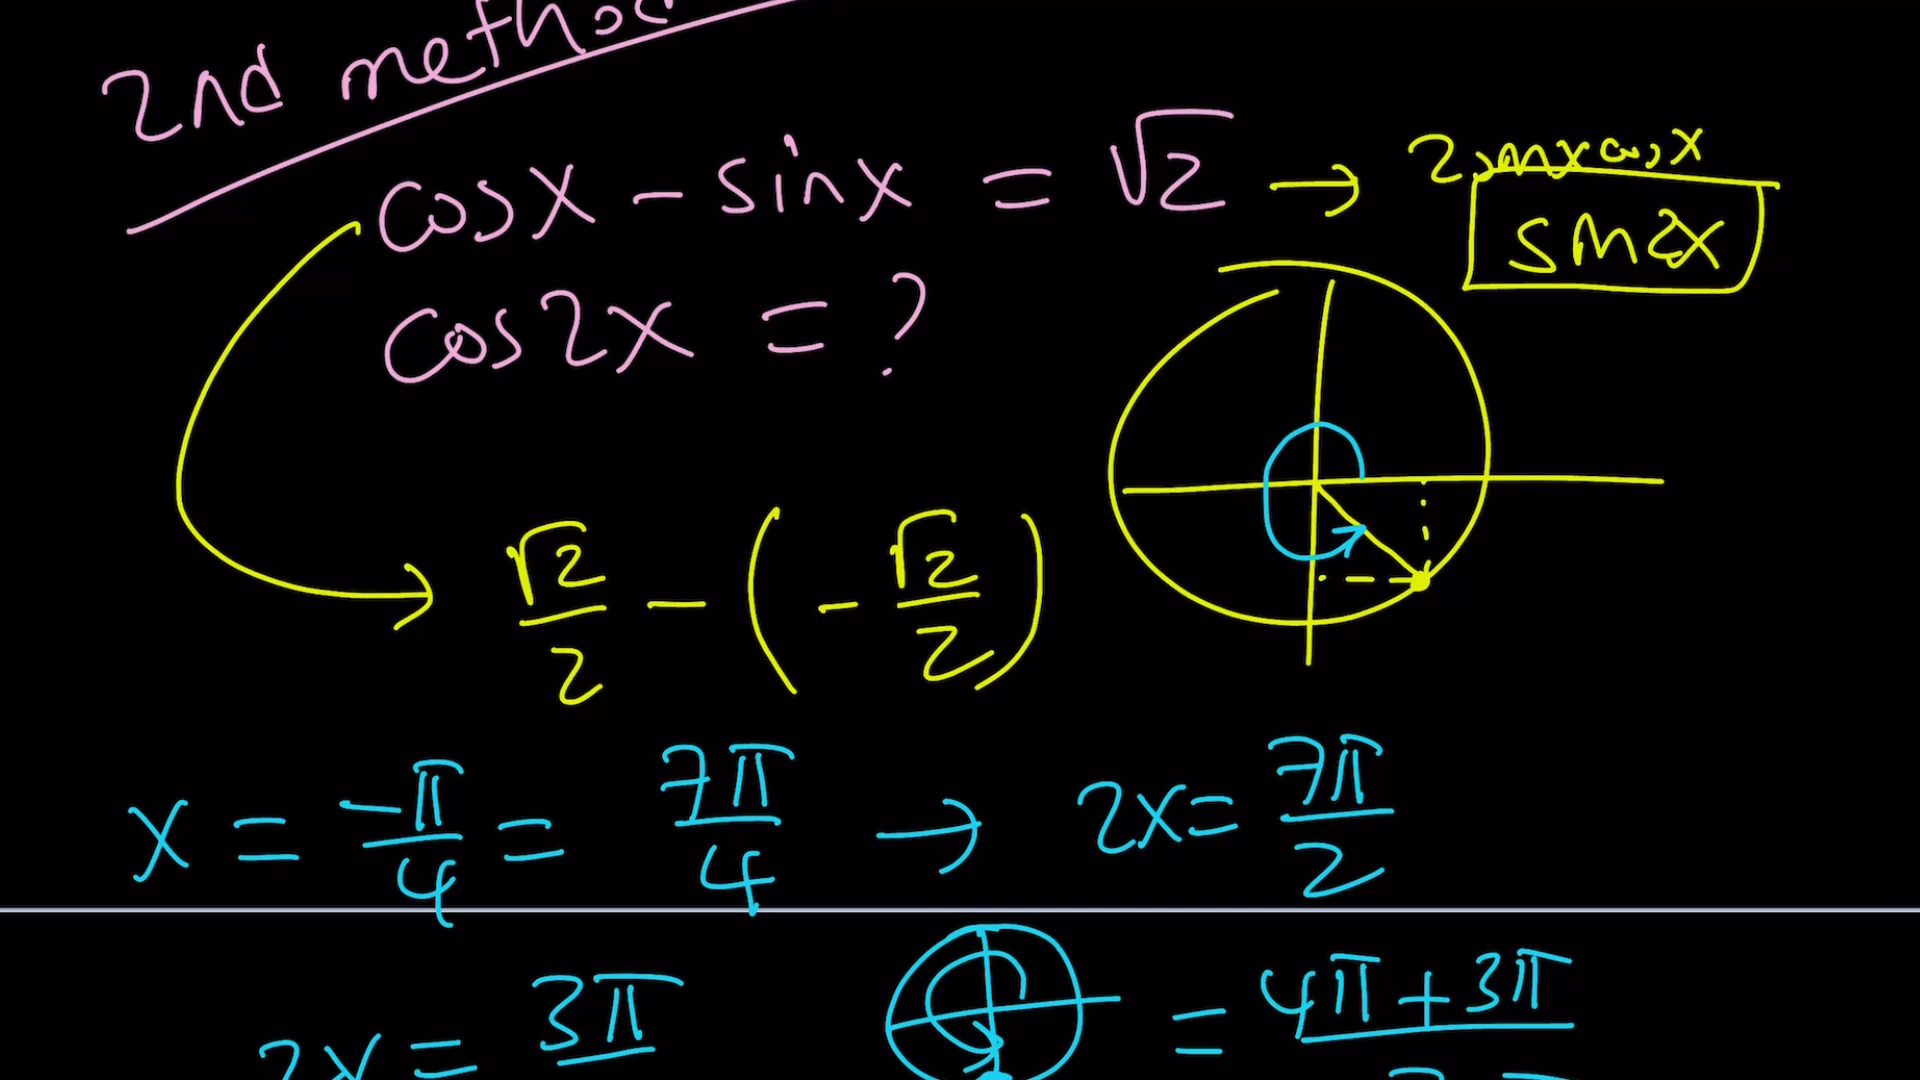 2nd method
cosx - sinx = √2 → 2sinxcosx
sin2x
cos2x = ?
√2/2 - (-√2/2)
x = -π/4 = 7π/4 → 2x = 7π/2
2x = 3π
= 4π + 3π